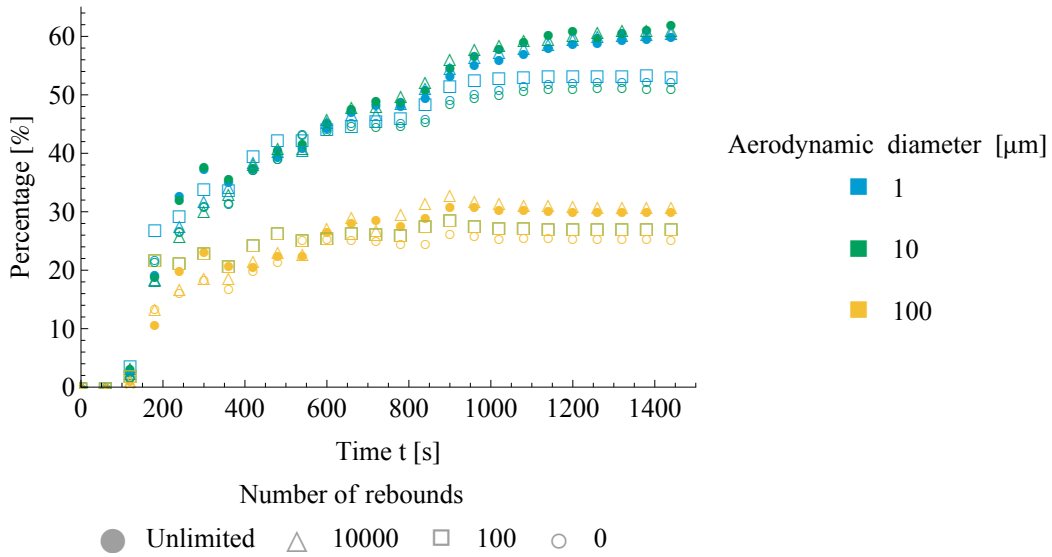 60
50
40
30
20
10
0
Percentage [%]
0 200 400 600 800 1000 1200 1400
Time t [s]
Aerodynamic diameter [µm]
1
10
100
Number of rebounds
Unlimited 10000 100 0